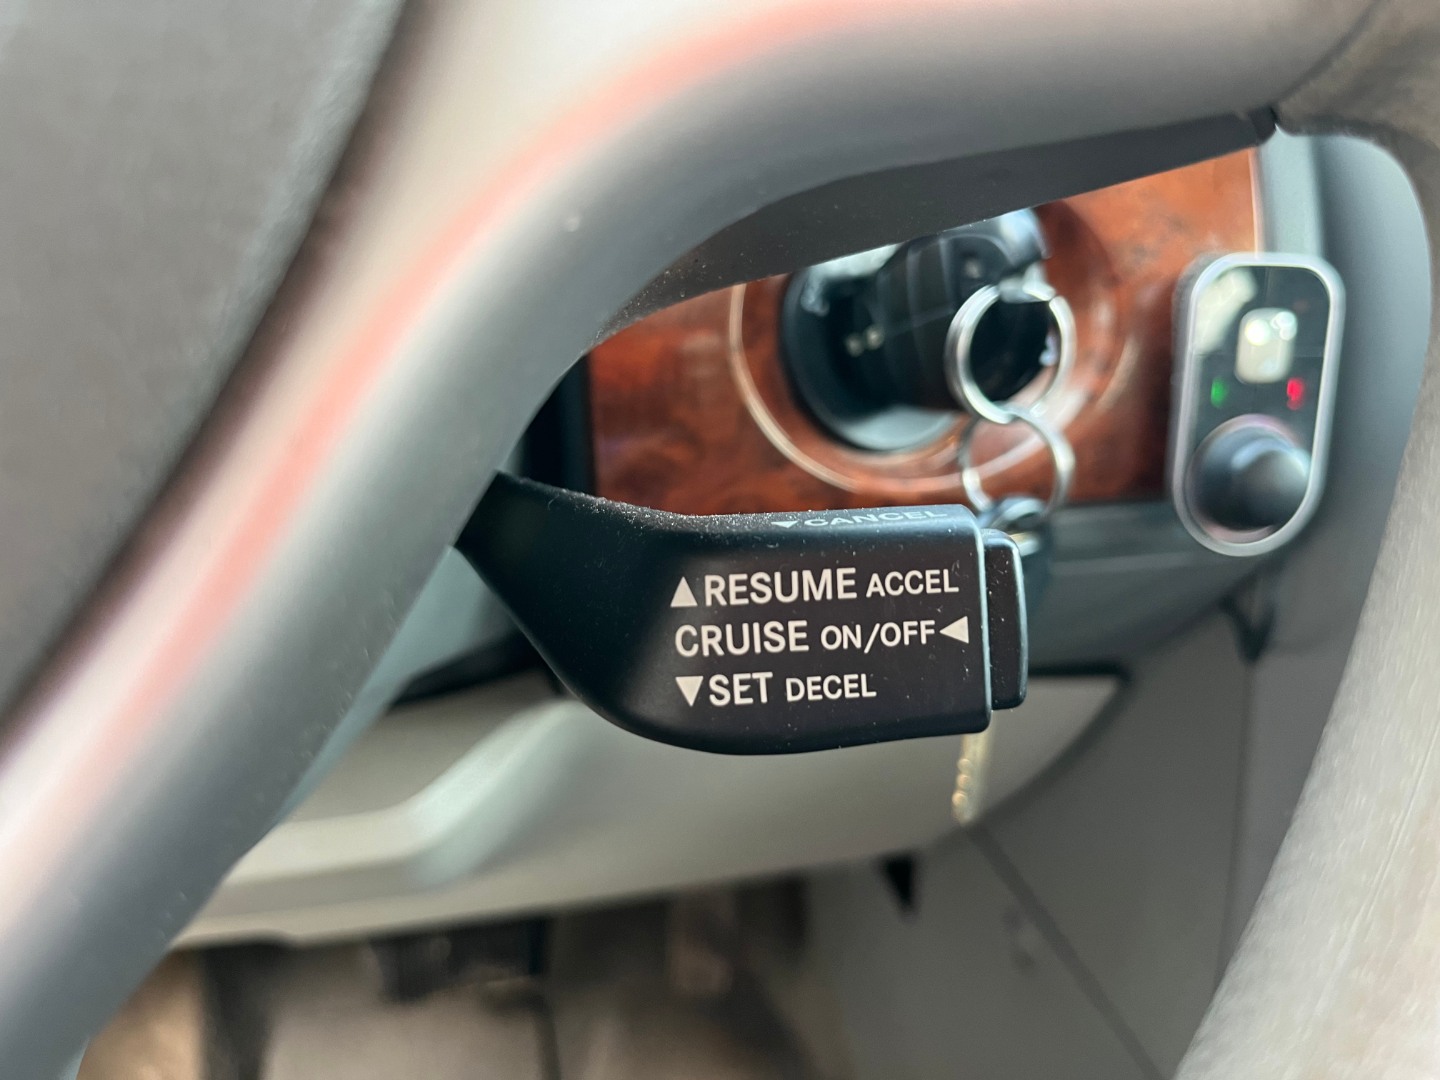 ▼CANCEL
▲RESUME ACCEL
CRUISE ON/OFF◀
▼SET DECEL